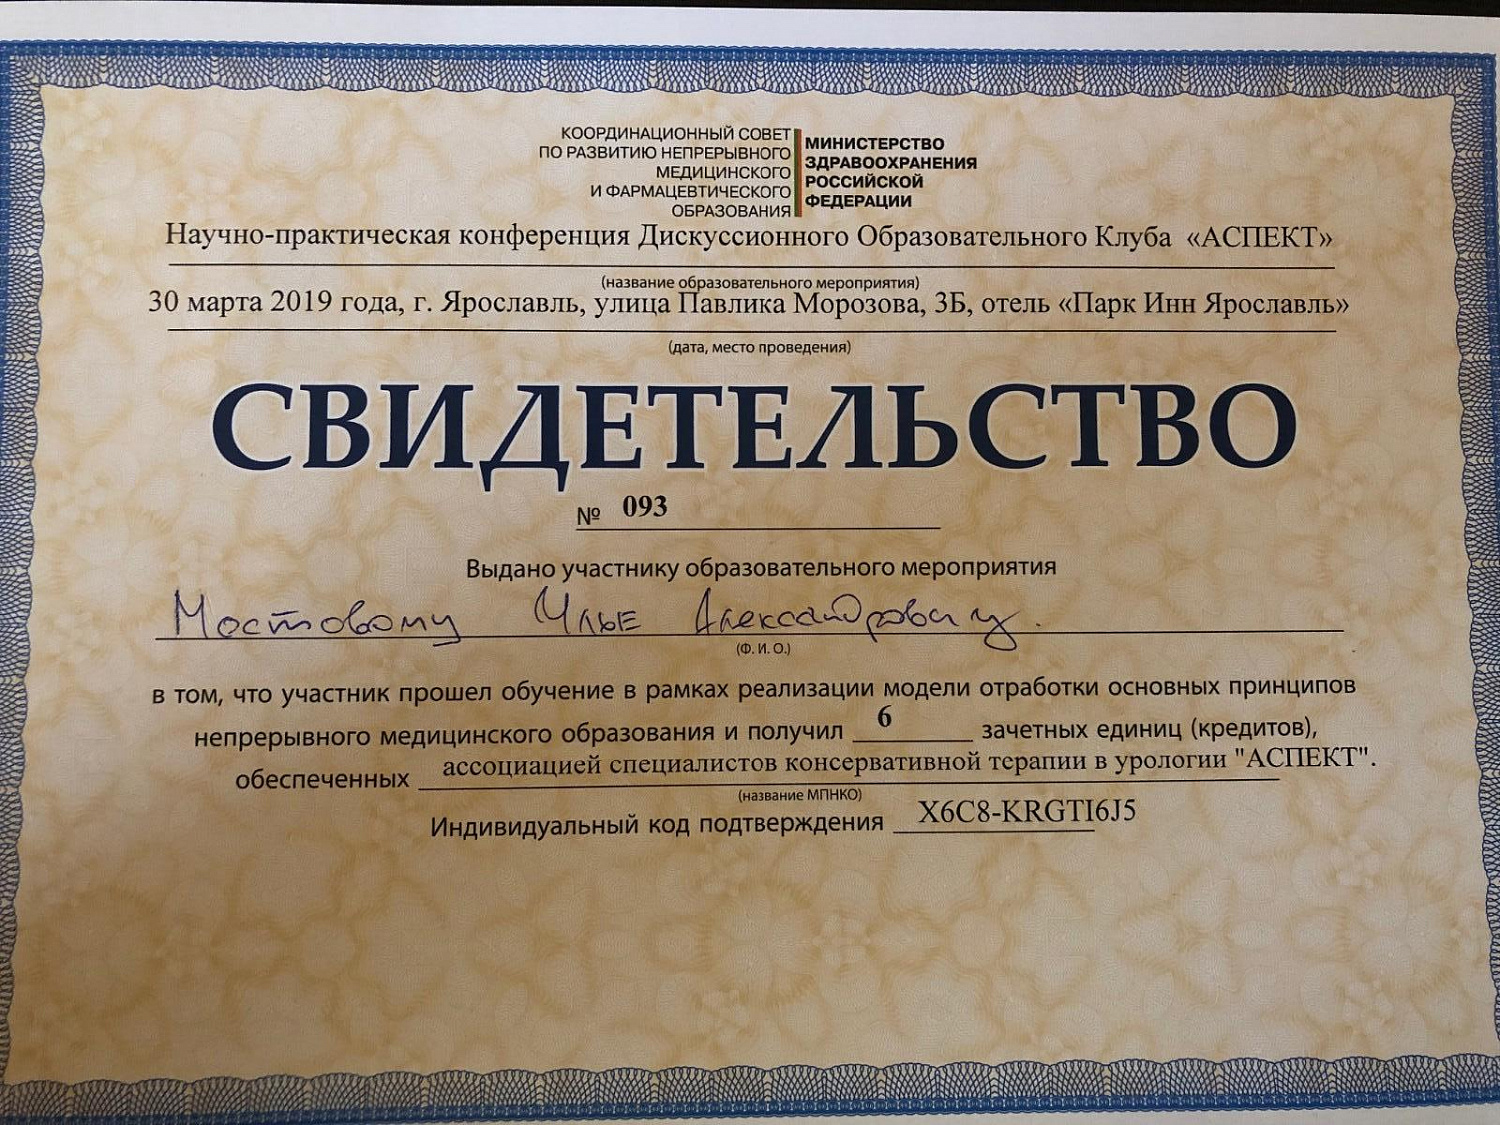 КООРДИНАЦИОННЫЙ СОВЕТ
ПО РАЗВИТИЮ НЕПРЕРЫВНОГО
МЕДИЦИНСКОГО
И ФАРМАЦЕВТИЧЕСКОГО
ОБРАЗОВАНИЯ
МИНИСТЕРСТВО
ЗДРАВООХРАНЕНИЯ
РОССИЙСКОЙ
ФЕДЕРАЦИИ
Научно-практическая конференция Дискуссионного Образовательного Клуба «АСПЕКТ»
(название образовательного мероприятия)
30 марта 2019 года, г. Ярославль, улица Павлика Морозова, 3Б, отель «Парк Инн Ярославль»
(дата, место проведения)
СВИДЕТЕЛЬСТВО
№ 093
Выдано участнику образовательного мероприятия
Мостовому Илье Александровичу.
(Ф. И. О.)
в том, что участник прошел обучение в рамках реализации модели отработки основных принципов
непрерывного медицинского образования и получил 6 зачетных единиц (кредитов),
обеспеченных ассоциацией специалистов консервативной терапии в урологии "АСПЕКТ".
(название МПНКО)
Индивидуальный код подтверждения X6C8-KRGTI6J5